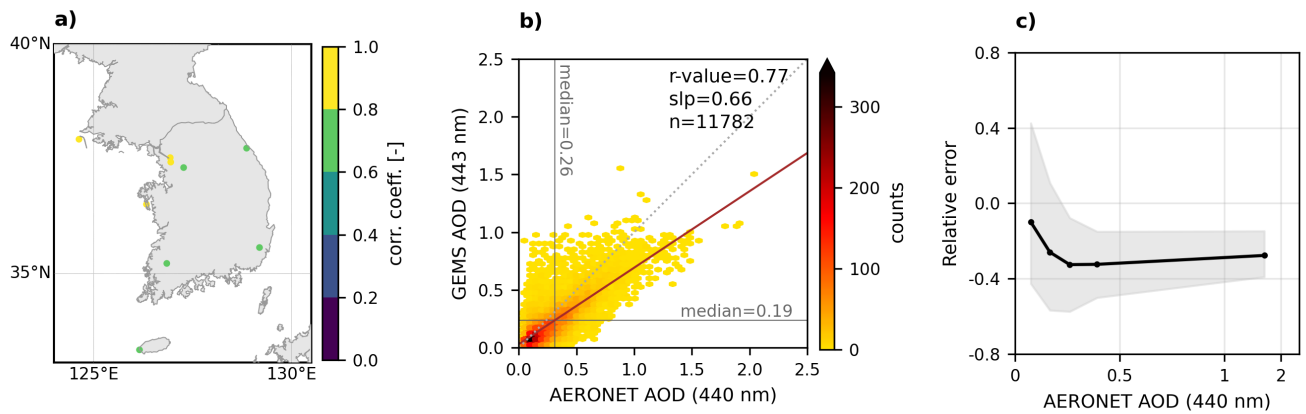 a)
40°N
35°N
125°E
130°E
1.0
0.8
0.6
0.4
0.2
0.0
corr. coeff. [-]
b)
2.5
2.0
1.5
1.0
0.5
0.0
GEMS AOD (443 nm)
median=0.26
r-value=0.77
slp=0.66
n=11782
median=0.19
0.0 0.5 1.0 1.5 2.0 2.5
AERONET AOD (440 nm)
300
200
100
0
counts
c)
0.8
0.4
0.0
-0.4
-0.8
Relative error
0 0.5 1 2
AERONET AOD (440 nm)